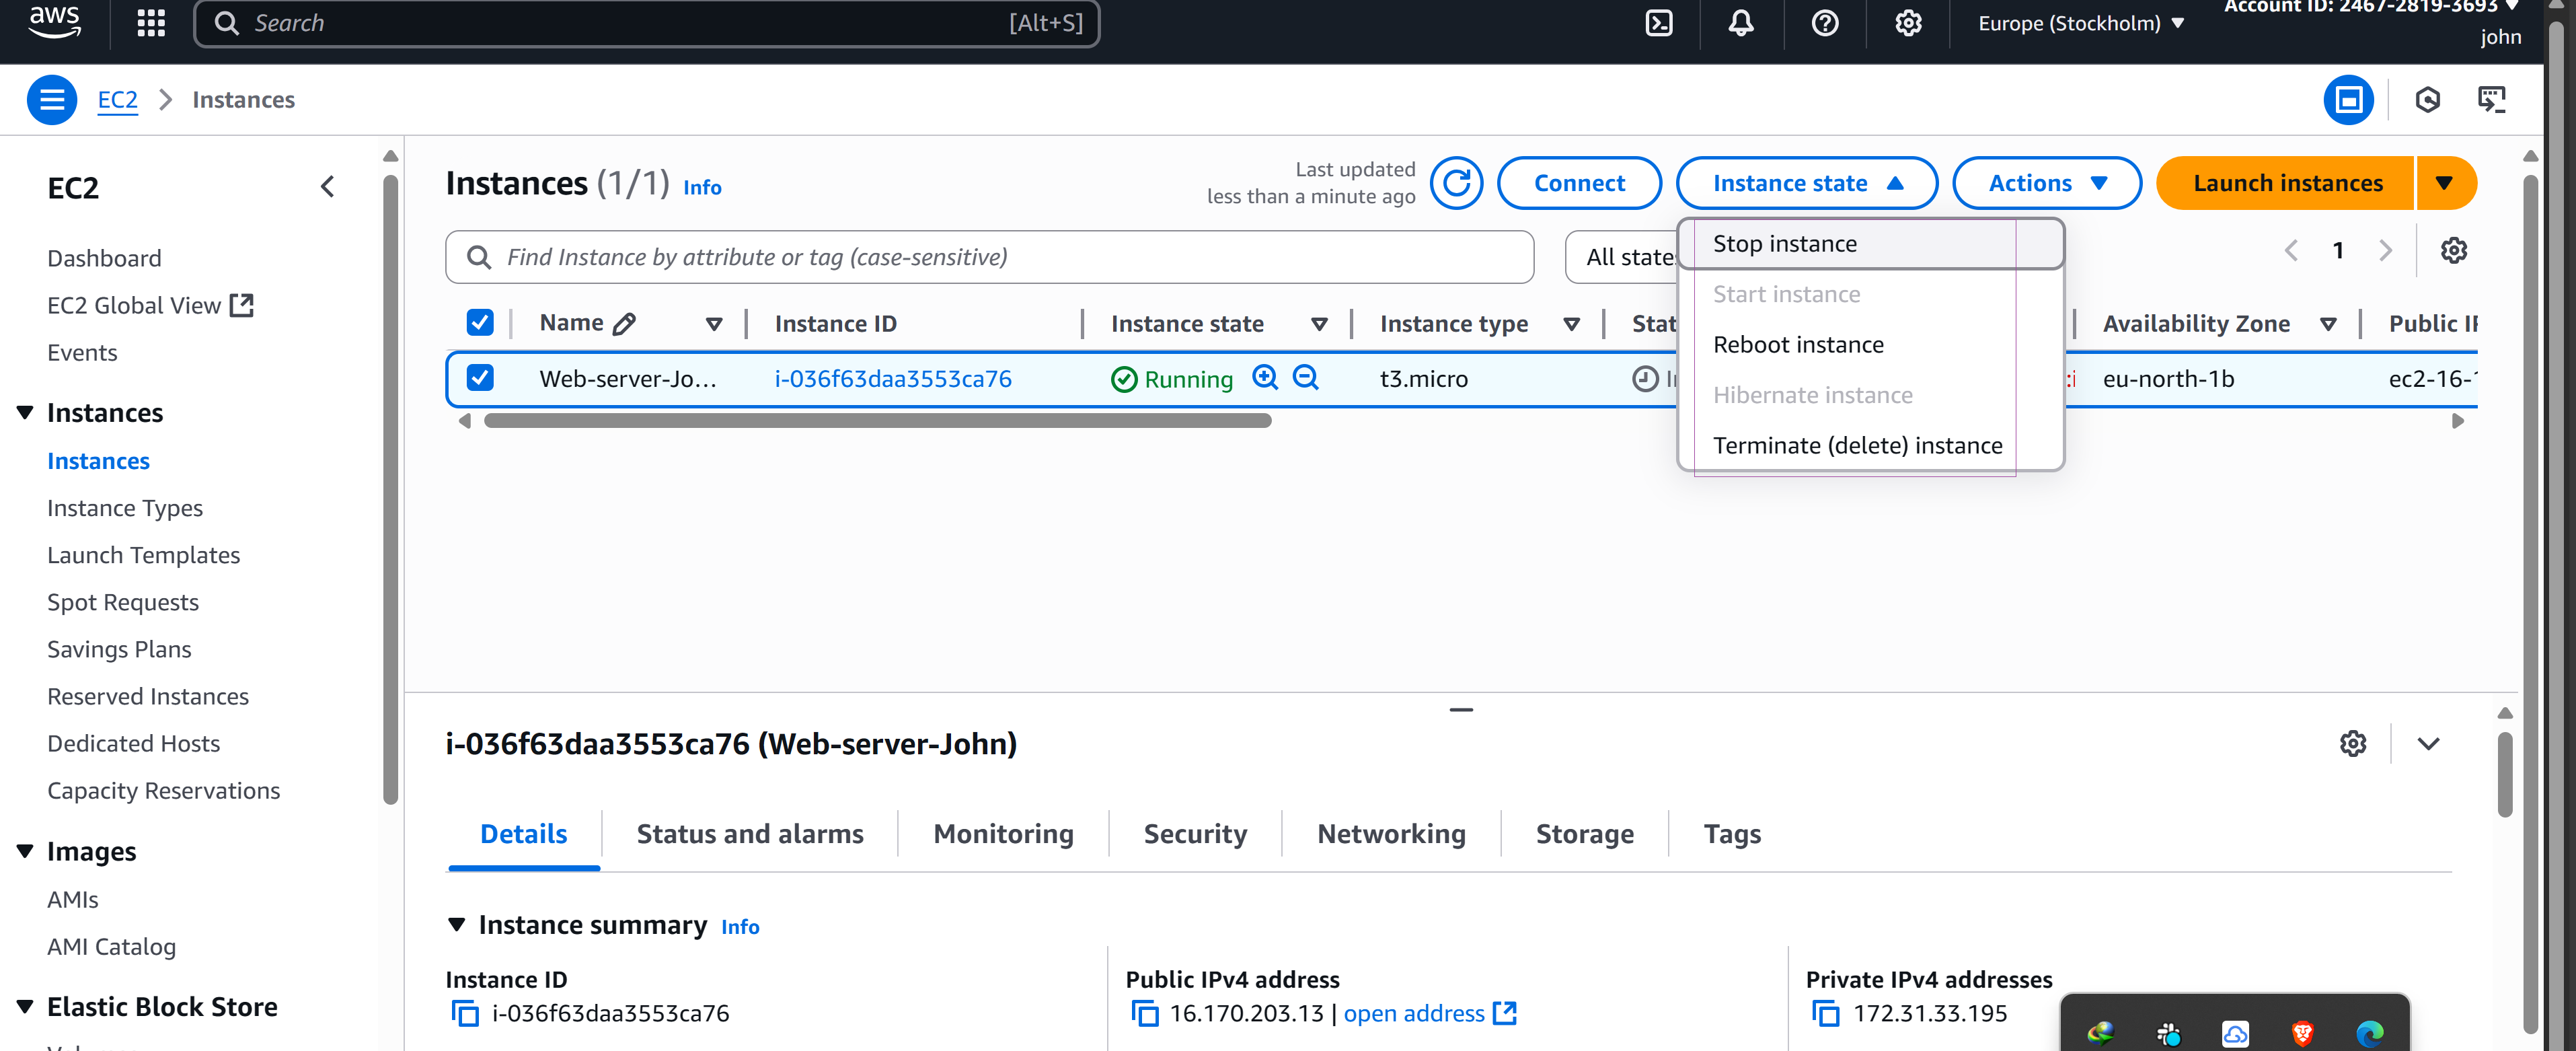 aws
Search [Alt+S]
Europe (Stockholm)
Account ID: 2467-2819-3693
john
EC2 > Instances
EC2
Dashboard
EC2 Global View
Events
Instances
Instances
Instance Types
Launch Templates
Spot Requests
Savings Plans
Reserved Instances
Dedicated Hosts
Capacity Reservations
Images
AMIs
AMI Catalog
Elastic Block Store
Instances (1/1) Info
Last updated
less than a minute ago
Connect
Instance state
Actions
Launch instances
Find Instance by attribute or tag (case-sensitive)
All state
1
Stop instance
Start instance
Reboot instance
Hibernate instance
Terminate (delete) instance
Name Instance ID Instance state Instance type Stat Availability Zone Public IP
Web-server-Jo... i-036f63daa3553ca76 Running t3.micro eu-north-1b ec2-16-1
i-036f63daa3553ca76 (Web-server-John)
Details Status and alarms Monitoring Security Networking Storage Tags
Instance summary Info
Instance ID
i-036f63daa3553ca76
Public IPv4 address
16.170.203.13 | open address
Private IPv4 addresses
172.31.33.195